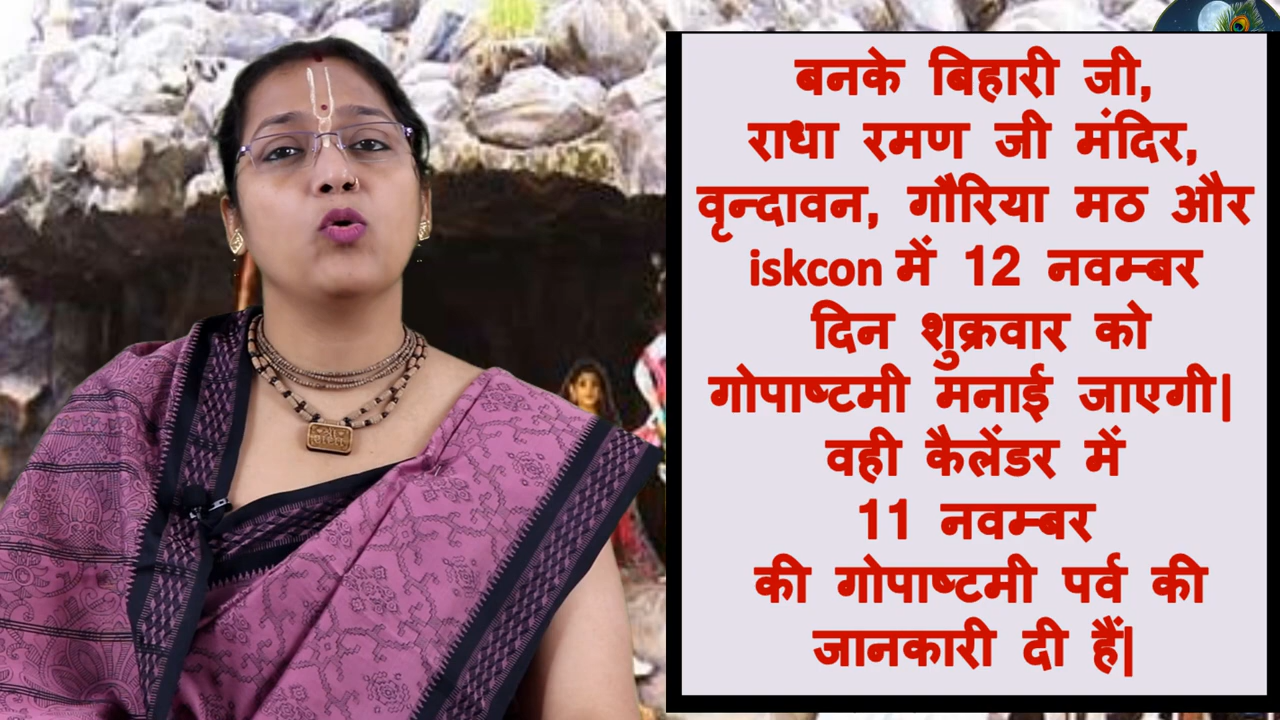 बनके बिहारी जी,
राधा रमण जी मंदिर,
वृन्दावन, गौरिया मठ और
iskcon में 12 नवम्बर
दिन शुक्रवार को
गोपाष्टमी मनाई जाएगी|
वही कैलेंडर में
11 नवम्बर
की गोपाष्टमी पर्व की
जानकारी दी हैं|